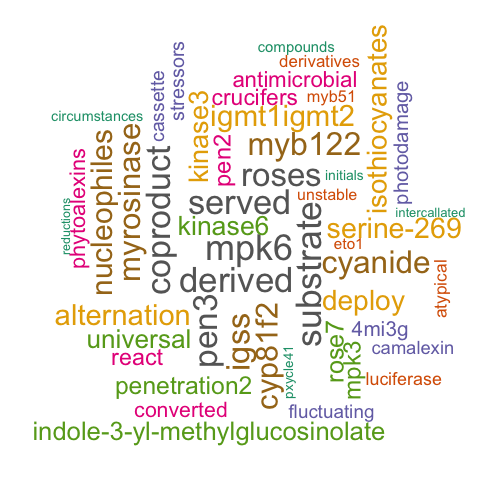 compounds
derivatives
antimicrobial
crucifers
myb51
igmt1igmt2
myb122
roses
initials
served
unstable
kinase6
mpk6
derived
serine-269
eto1
cyanide
intercallated
circumstances
cassette
stressors
kinase3
pen2
isothiocyanates
photodamage
reductions
phytoalexins
nucleophiles
myrosinase
coproduct
substrate
alternation
universal
react
penetration2
converted
pen3
igss
cyp81f2
pxycle41
deploy
rose7
mpk3
4mi3g
camalexin
atypical
luciferase
fluctuating
indole-3-yl-methylglucosinolate